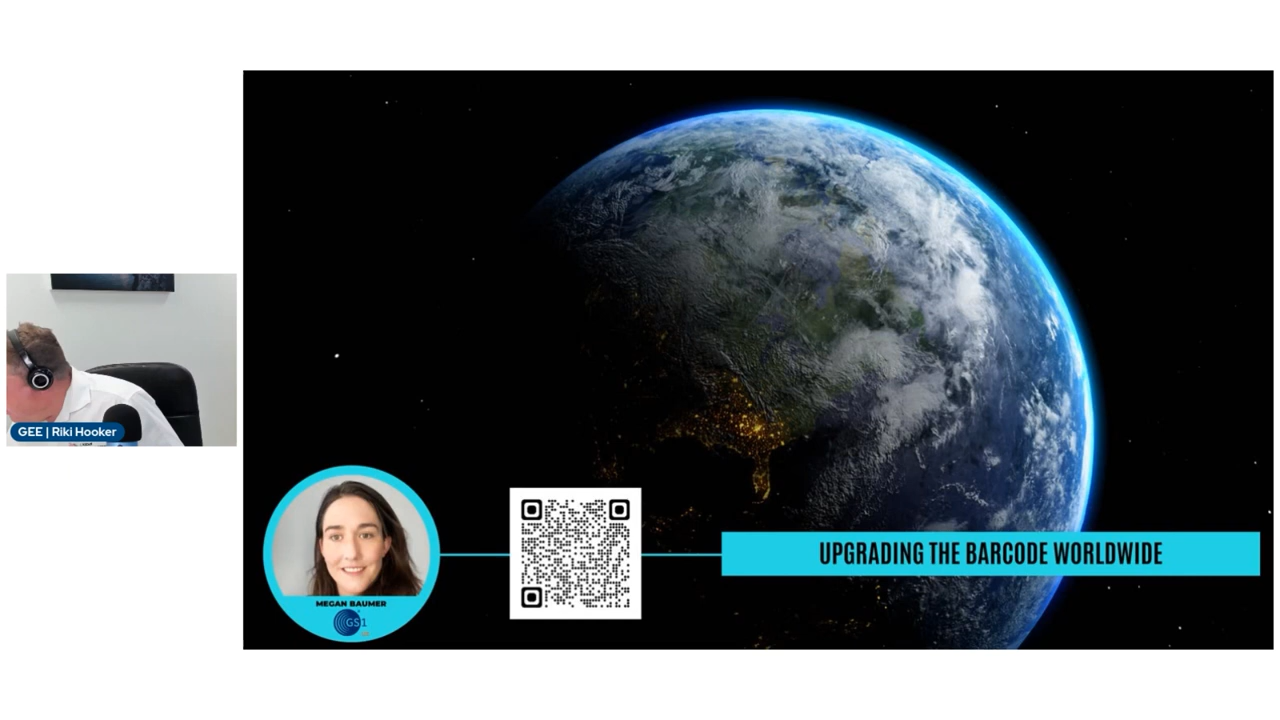 GEE | Riki Hooker
MEGAN BAUMER
GS1
UPGRADING THE BARCODE WORLDWIDE